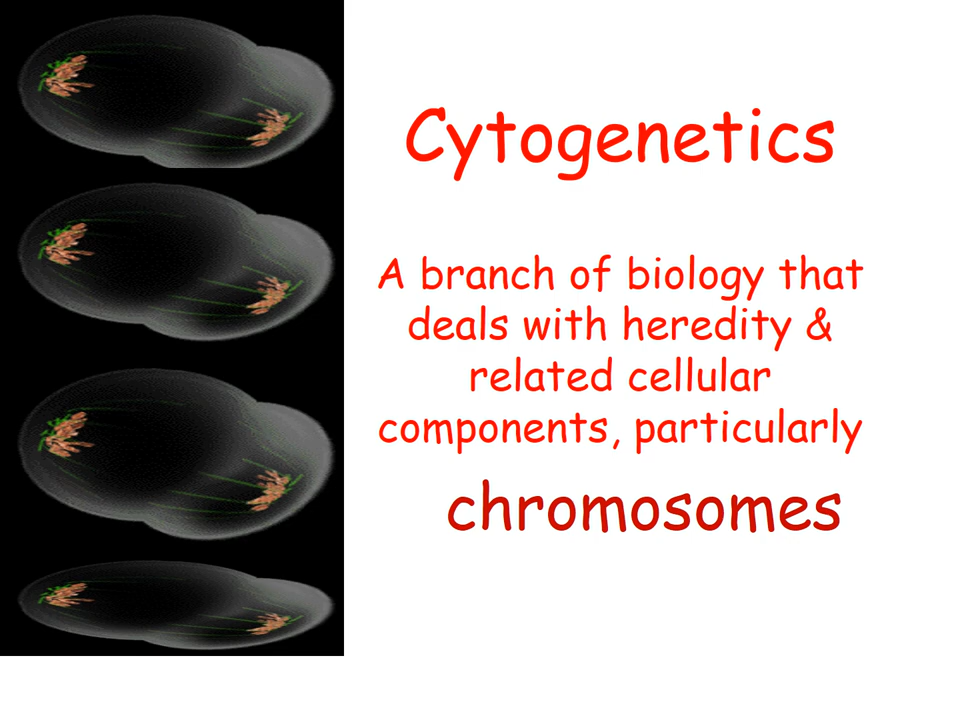 Cytogenetics
A branch of biology that
deals with heredity &
related cellular
components, particularly
chromosomes